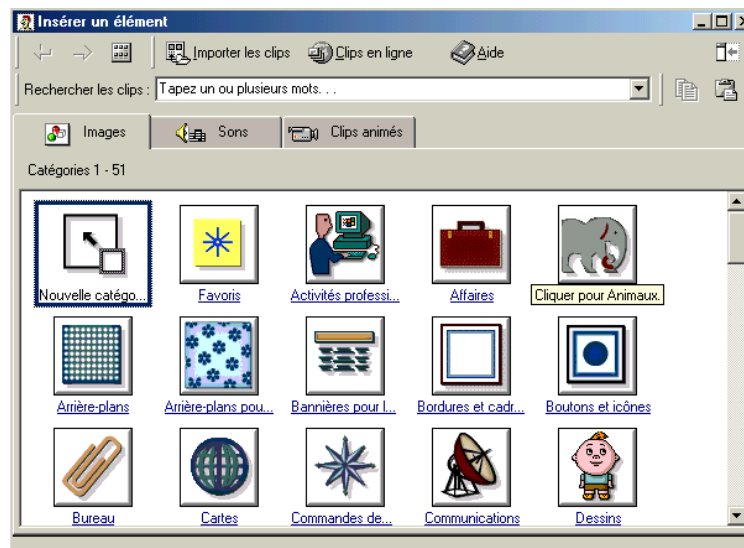 Insérer un élément
Importer les clips Clips en ligne Aide
Rechercher les clips : Tapez un ou plusieurs mots. . .
Images Sons Clips animés
Catégories 1 - 51
Nouvelle catégo... Favoris Activités professi... Affaires Cliquer pour Animaux.
Arrière-plans Arrière-plans pou... Bannières pour l... Bordures et cadr... Boutons et icônes
Bureau Cartes Commandes de... Communications Dessins